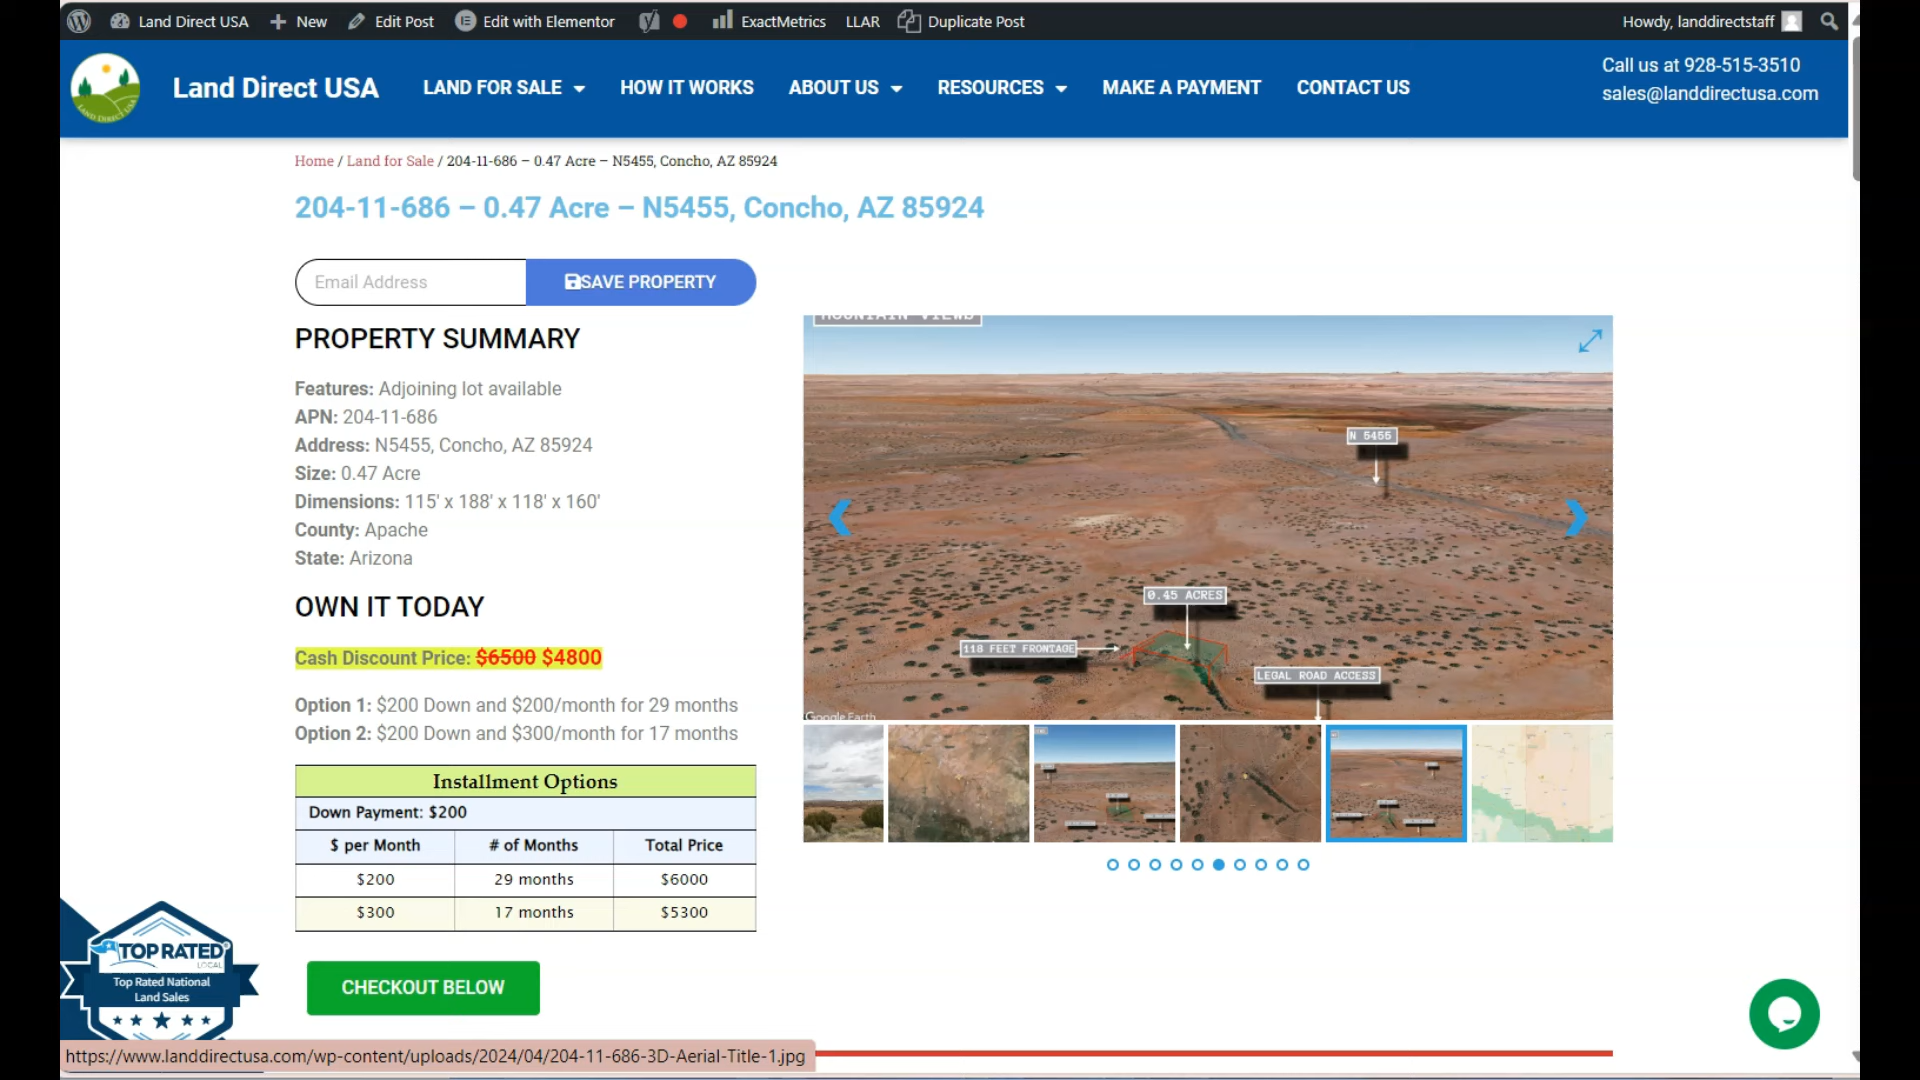 Land Direct USA
New
Edit Post
Edit with Elementor
ExactMetrics
LLAR
Duplicate Post
Howdy, landdirectstaff
Land Direct USA
LAND FOR SALE
HOW IT WORKS
ABOUT US
RESOURCES
MAKE A PAYMENT
CONTACT US
Call us at 928-515-3510
sales@landdirectusa.com
LAND DIRECT USA
Home / Land for Sale / 204-11-686 – 0.47 Acre – N5455, Concho, AZ 85924
204-11-686 – 0.47 Acre – N5455, Concho, AZ 85924
Email Address
SAVE PROPERTY
PROPERTY SUMMARY
Features: Adjoining lot available
APN: 204-11-686
Address: N5455, Concho, AZ 85924
Size: 0.47 Acre
Dimensions: 115' x 188' x 118' x 160'
County: Apache
State: Arizona
OWN IT TODAY
Cash Discount Price: $6500 $4800
Option 1: $200 Down and $200/month for 29 months
Option 2: $200 Down and $300/month for 17 months
Installment Options
Down Payment: $200
$ per Month # of Months Total Price
$200 29 months $6000
$300 17 months $5300
CHECKOUT BELOW
MOUNTAIN VIEWS
N 5455
0.45 ACRES
118 FEET FRONTAGE
LEGAL ROAD ACCESS
Google Earth
TOP RATED
LOCAL
Top Rated National
Land Sales
https://www.landdirectusa.com/wp-content/uploads/2024/04/204-11-686-3D-Aerial-Title-1.jpg